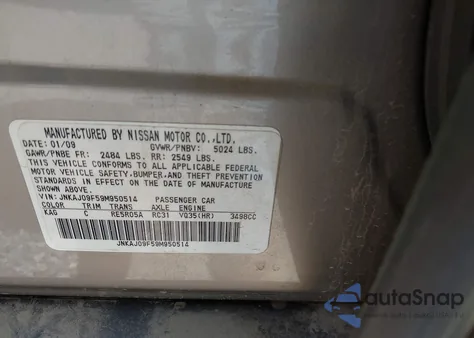 MANUFACTURED BY NISSAN MOTOR CO.,LTD.
DATE: 01/09 GVWR/PNBV: 5024 LBS.
GAWR/PNBE FR: 2484 LBS. RR: 2549 LBS.
THIS VEHICLE CONFORMS TO ALL APPLICABLE FEDERAL
MOTOR VEHICLE SAFETY,BUMPER,AND THEFT PREVENTION
STANDARDS IN EFFECT ON THE DATE OF MANUFACTURE
SHOWN ABOVE.
VIN: JNKAJ09F59M950514 PASSENGER CAR
COLOR TRIM TRANS AXLE ENGINE
KAG C RE5R05A RC31 VQ35(HR) 3498CC
JNKAJ09F59M950514
autaSnap